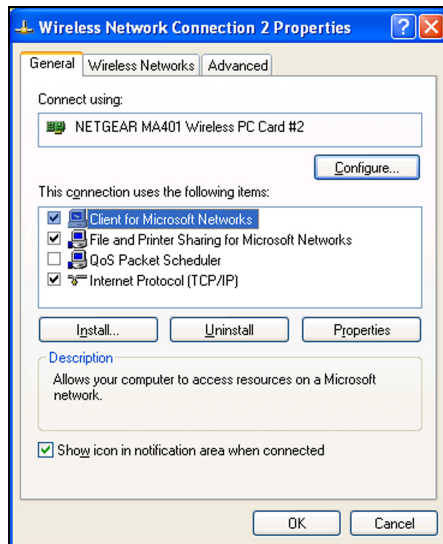 Wireless Network Connection 2 Properties
General Wireless Networks Advanced
Connect using:
NETGEAR MA401 Wireless PC Card #2
Configure...
This connection uses the following items:
Client for Microsoft Networks
File and Printer Sharing for Microsoft Networks
QoS Packet Scheduler
Internet Protocol (TCP/IP)
Install... Uninstall Properties
Description
Allows your computer to access resources on a Microsoft
network.
Show icon in notification area when connected
OK Cancel